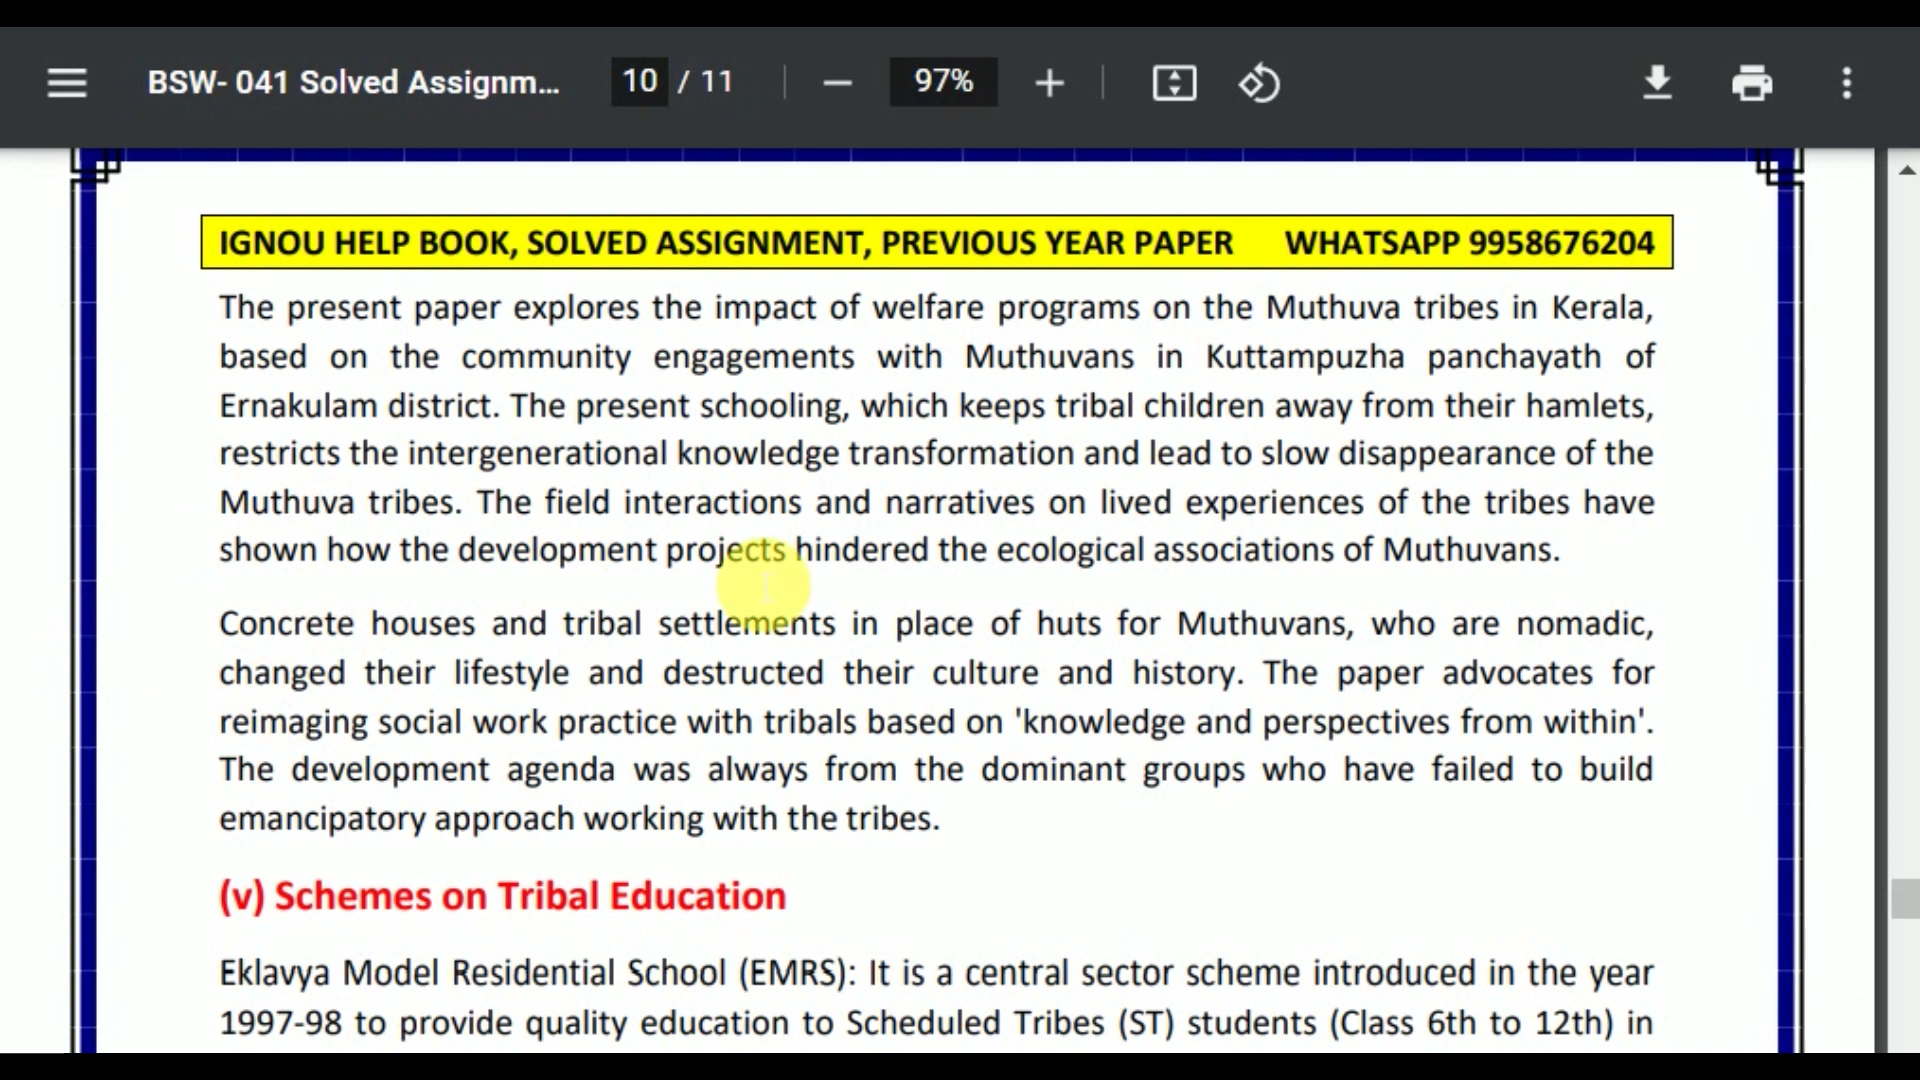 BSW- 041 Solved Assignm... 10 / 11 97%
IGNOU HELP BOOK, SOLVED ASSIGNMENT, PREVIOUS YEAR PAPER WHATSAPP 9958676204
The present paper explores the impact of welfare programs on the Muthuva tribes in Kerala,
based on the community engagements with Muthuvans in Kuttampuzha panchayath of
Ernakulam district. The present schooling, which keeps tribal children away from their hamlets,
restricts the intergenerational knowledge transformation and lead to slow disappearance of the
Muthuva tribes. The field interactions and narratives on lived experiences of the tribes have
shown how the development projects hindered the ecological associations of Muthuvans.
Concrete houses and tribal settlements in place of huts for Muthuvans, who are nomadic,
changed their lifestyle and destructed their culture and history. The paper advocates for
reimaging social work practice with tribals based on 'knowledge and perspectives from within'.
The development agenda was always from the dominant groups who have failed to build
emancipatory approach working with the tribes.
(v) Schemes on Tribal Education
Eklavya Model Residential School (EMRS): It is a central sector scheme introduced in the year
1997-98 to provide quality education to Scheduled Tribes (ST) students (Class 6th to 12th) in